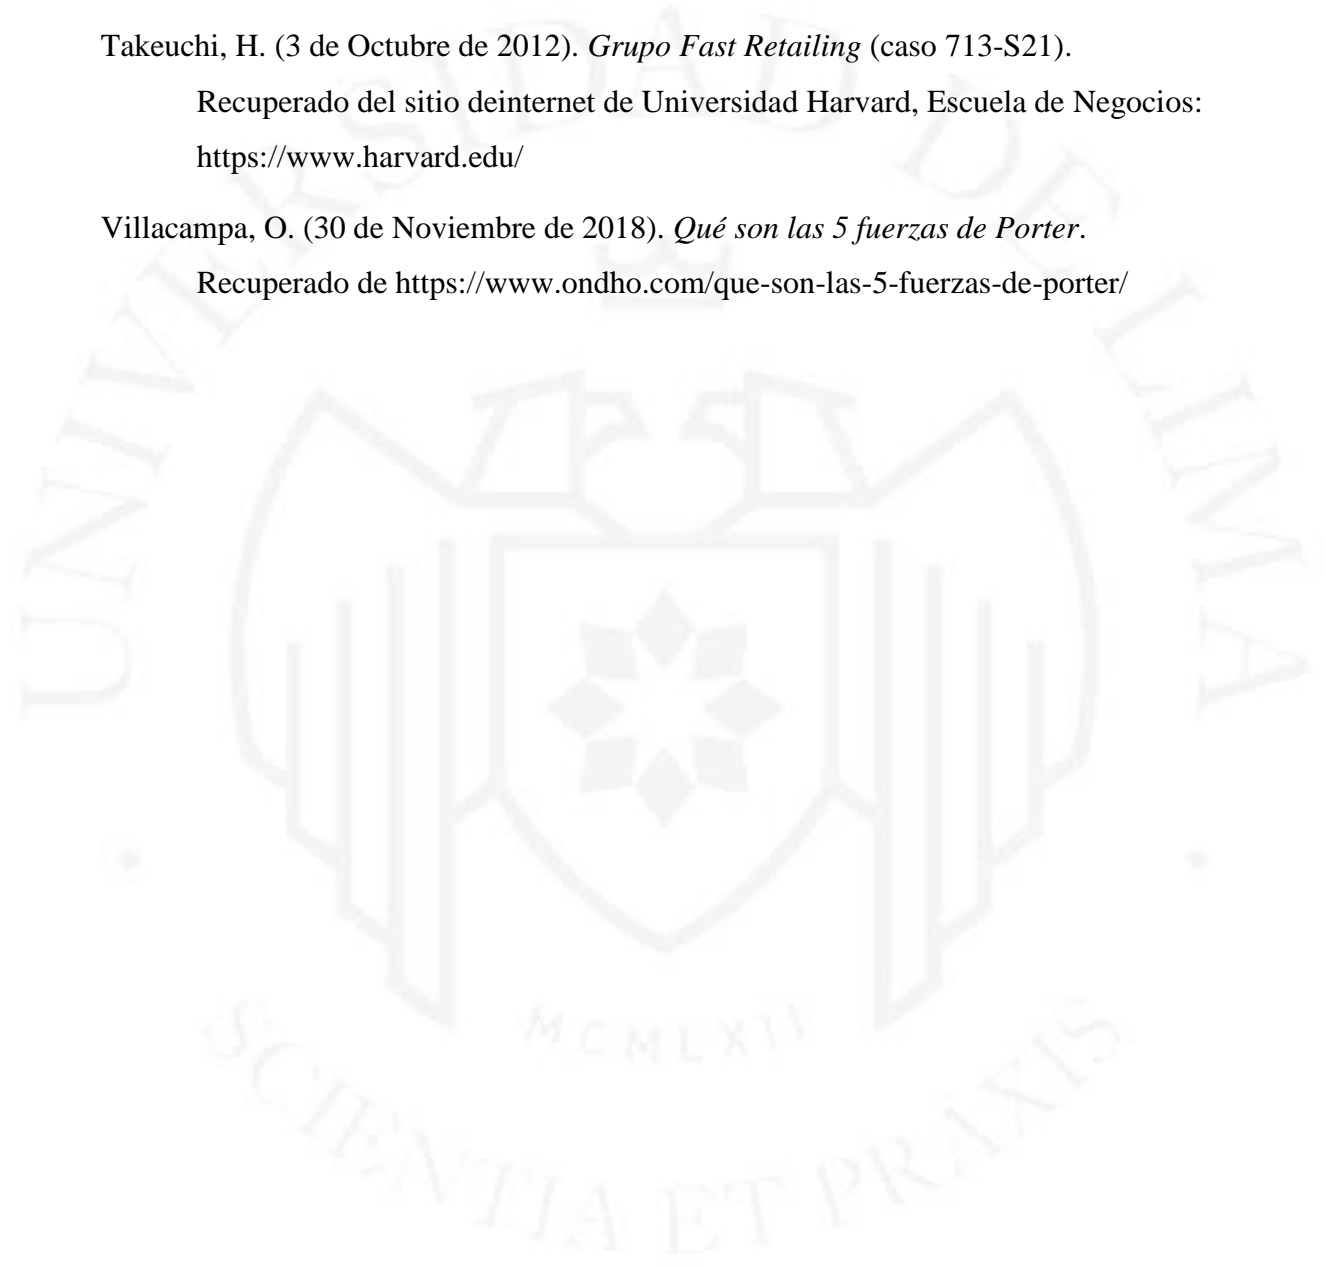 Takeuchi, H. (3 de Octubre de 2012). Grupo Fast Retailing (caso 713-S21).
Recuperado del sitio deinternet de Universidad Harvard, Escuela de Negocios:
https://www.harvard.edu/
Villacampa, O. (30 de Noviembre de 2018). Qué son las 5 fuerzas de Porter.
Recuperado de https://www.ondho.com/que-son-las-5-fuerzas-de-porter/
UNIVERSIDAD DE LIMA
MCMLXII
SCIENTIA ET PRAXIS